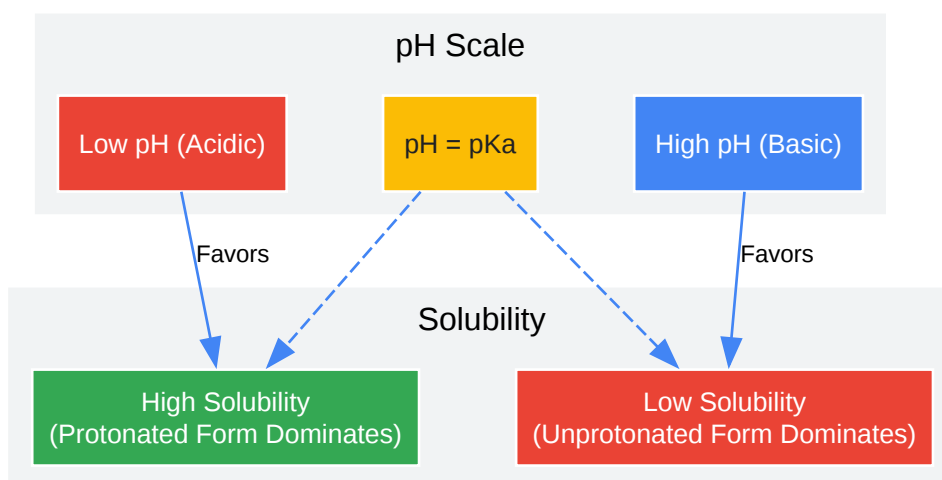 pH Scale
Low pH (Acidic)
pH = pKa
High pH (Basic)
Favors
Favors
Solubility
High Solubility
(Protonated Form Dominates)
Low Solubility
(Unprotonated Form Dominates)